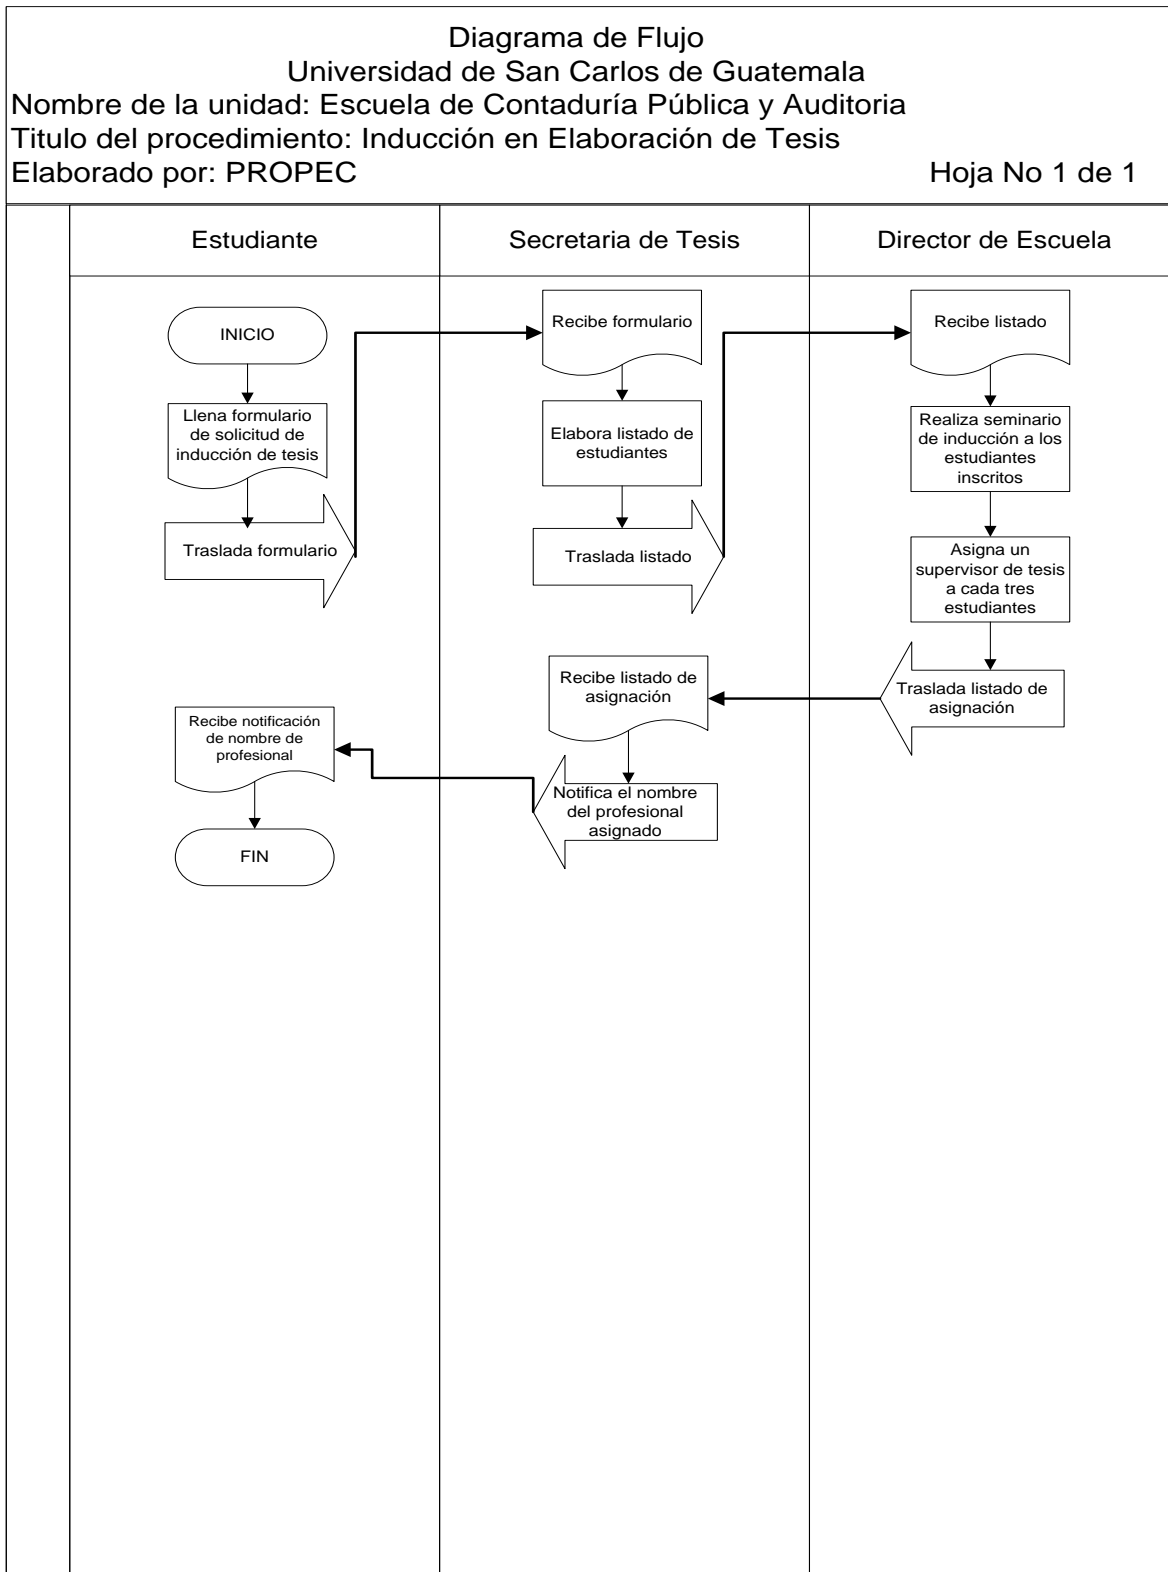 Diagrama de Flujo
Universidad de San Carlos de Guatemala
Nombre de la unidad: Escuela de Contaduría Pública y Auditoria
Titulo del procedimiento: Inducción en Elaboración de Tesis
Elaborado por: PROPEC Hoja No 1 de 1
Estudiante
Secretaria de Tesis
Director de Escuela
INICIO
Llena formulario
de solicitud de
inducción de tesis
Traslada formulario
Recibe formulario
Elabora listado de
estudiantes
Traslada listado
Recibe listado
Realiza seminario
de inducción a los
estudiantes
inscritos
Asigna un
supervisor de tesis
a cada tres
estudiantes
Traslada listado de
asignación
Recibe listado de
asignación
Notifica el nombre
del profesional
asignado
Recibe notificación
de nombre de
profesional
FIN